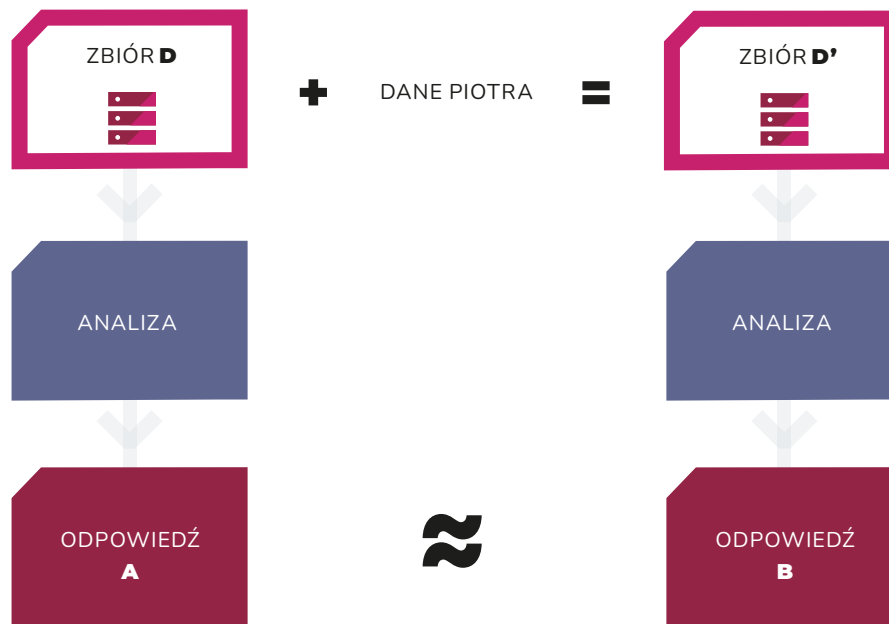 ZBIÓR D
+
DANE PIOTRA
=
ZBIÓR D’
ANALIZA
ANALIZA
ODPOWIEDŹ
A
≈
ODPOWIEDŹ
B